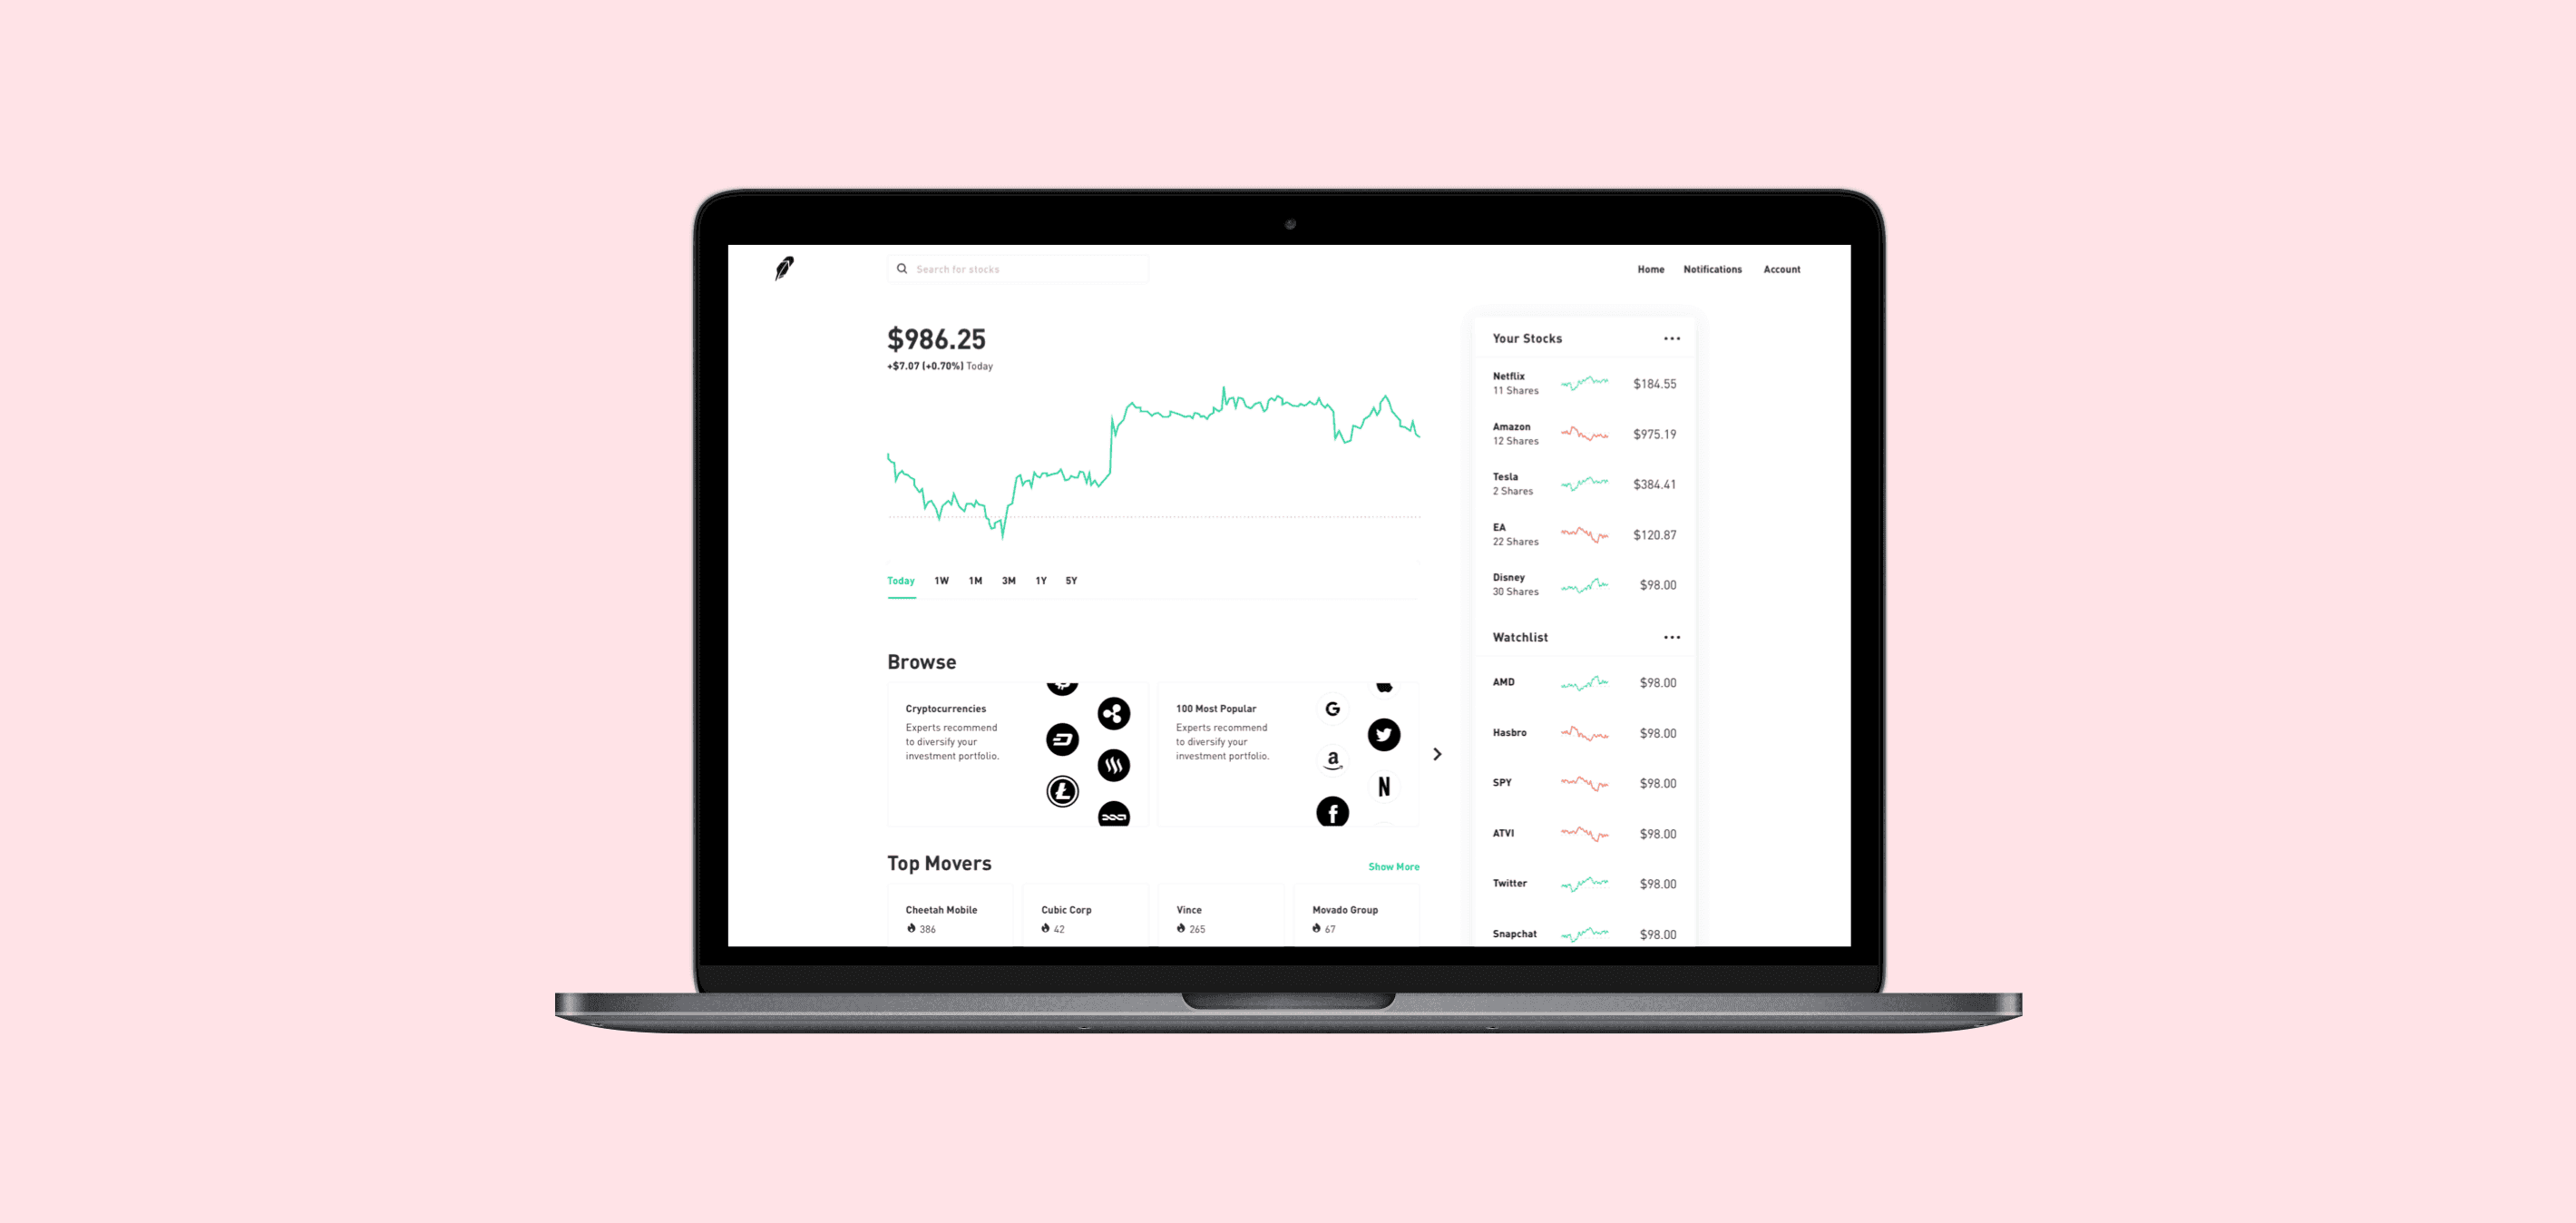 Search for stocks
Home Notifications Account
$986.25
+$7.07 (+0.70%) Today
Today 1W 1M 3M 1Y 5Y
Browse
Cryptocurrencies
Experts recommend
to diversify your
investment portfolio.
100 Most Popular
Experts recommend
to diversify your
investment portfolio.
G
a
N
f
Top Movers
Show More
Cheetah Mobile
386
Cubic Corp
42
Vince
265
Movado Group
67
Your Stocks
Netflix
11 Shares
$184.55
Amazon
12 Shares
$975.19
Tesla
2 Shares
$384.41
EA
22 Shares
$120.87
Disney
30 Shares
$98.00
Watchlist
AMD $98.00
Hasbro $98.00
SPY $98.00
ATVI $98.00
Twitter $98.00
Snapchat $98.00